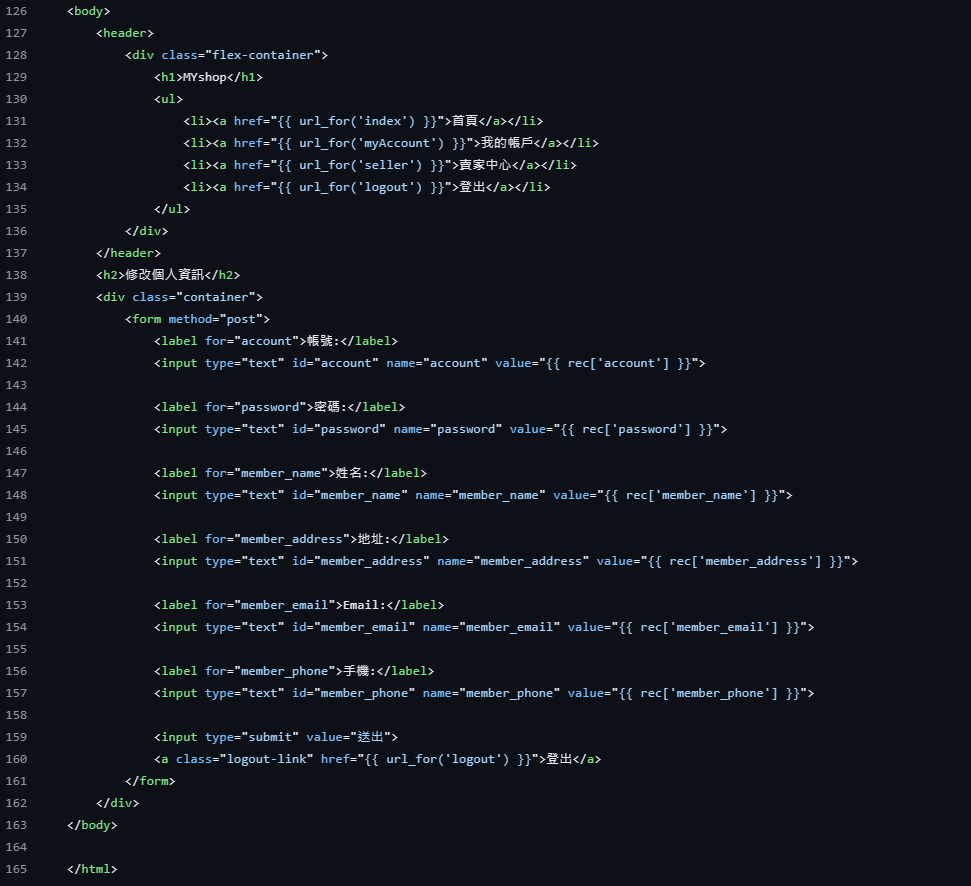 126 <body>
127 <header>
128 <div class="flex-container">
129 <h1>MYshop</h1>
130 <ul>
131 <li><a href="{{ url_for('index') }}">首頁</a></li>
132 <li><a href="{{ url_for('myAccount') }}">我的帳戶</a></li>
133 <li><a href="{{ url_for('seller') }}">賣家中心</a></li>
134 <li><a href="{{ url_for('logout') }}">登出</a></li>
135 </ul>
136 </div>
137 </header>
138 <h2>修改個人資訊</h2>
139 <div class="container">
140 <form method="post">
141 <label for="account">帳號:</label>
142 <input type="text" id="account" name="account" value="{{ rec['account'] }}">
143
144 <label for="password">密碼:</label>
145 <input type="text" id="password" name="password" value="{{ rec['password'] }}">
146
147 <label for="member_name">姓名:</label>
148 <input type="text" id="member_name" name="member_name" value="{{ rec['member_name'] }}">
149
150 <label for="member_address">地址:</label>
151 <input type="text" id="member_address" name="member_address" value="{{ rec['member_address'] }}">
152
153 <label for="member_email">Email:</label>
154 <input type="text" id="member_email" name="member_email" value="{{ rec['member_email'] }}">
155
156 <label for="member_phone">手機:</label>
157 <input type="text" id="member_phone" name="member_phone" value="{{ rec['member_phone'] }}">
158
159 <input type="submit" value="送出">
160 <a class="logout-link" href="{{ url_for('logout') }}">登出</a>
161 </form>
162 </div>
163 </body>
164
165 </html>